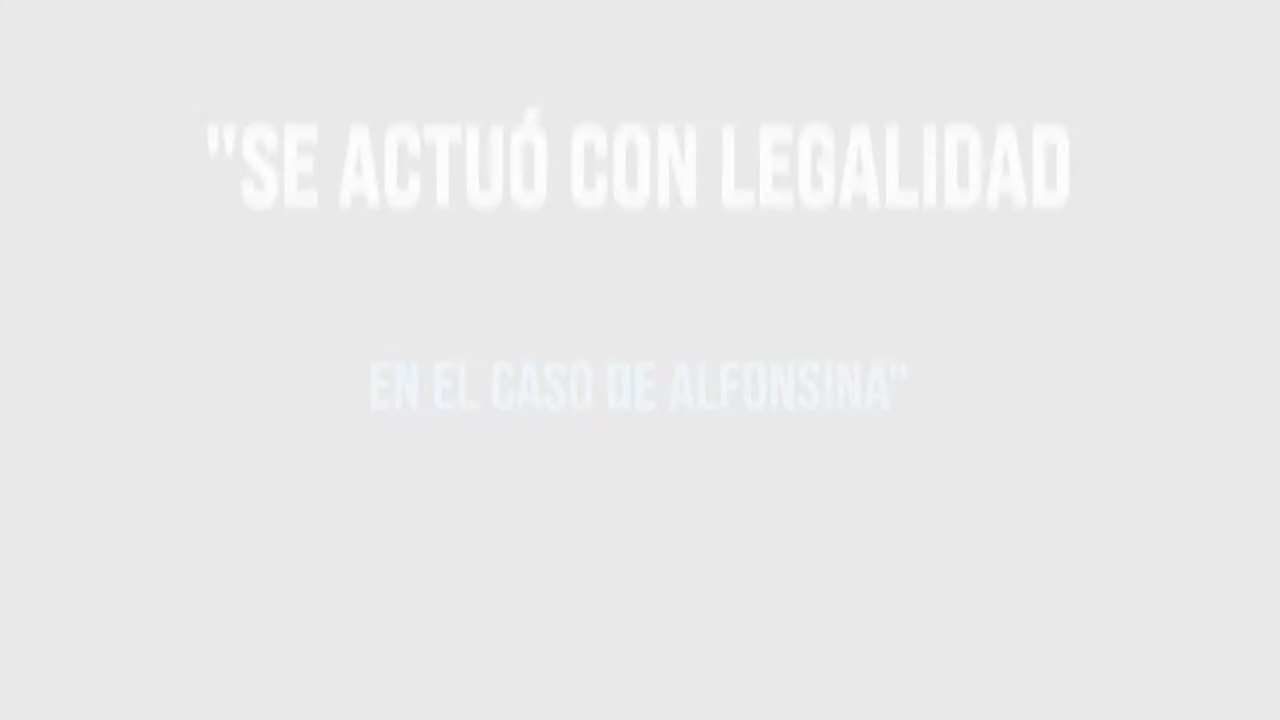 "SE ACTUÓ CON LEGALIDAD
EN EL CASO DE ALFONSINA"